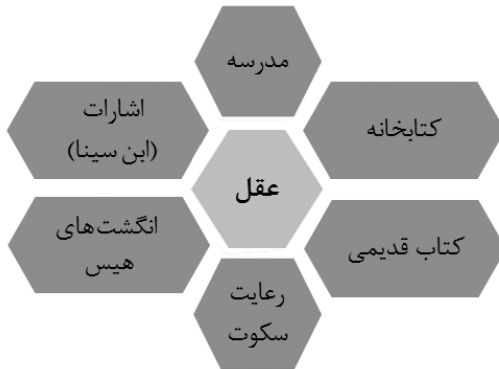 مدرسه
کتابخانه
اشارات
(ابن سینا)
عقل
کتاب قدیمی
انگشت‌های
هیس
رعایت
سکوت